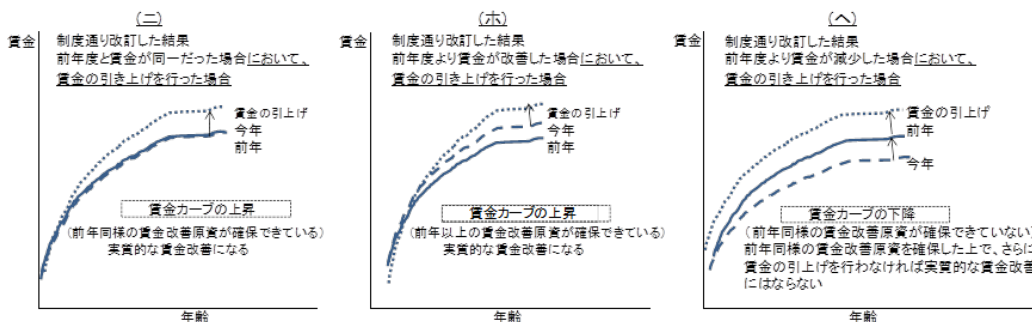 (ニ)
賃金
制度通り改訂した結果
前年度と賃金が同一だった場合において、
賃金の引き上げを行った場合
賃金の引上げ
今年
前年
賃金カーブの上昇
(前年同様の賃金改善原資が確保できている)
実質的な賃金改善になる
年齢
(ホ)
賃金
制度通り改訂した結果
前年度より賃金が改善した場合において、
賃金の引き上げを行った場合
賃金の引上げ
今年
前年
賃金カーブの上昇
(前年以上の賃金改善原資が確保できている)
実質的な賃金改善になる
年齢
(ヘ)
賃金
制度通り改訂した結果
前年度より賃金が減少した場合において、
賃金の引き上げを行った場合
賃金の引上げ
前年
今年
賃金カーブの下降
(前年同様の賃金改善原資が確保できていない)
前年同様の賃金改善原資を確保した上で、さらに
賃金の引上げを行わなければ実質的な賃金改善
にはならない
年齢